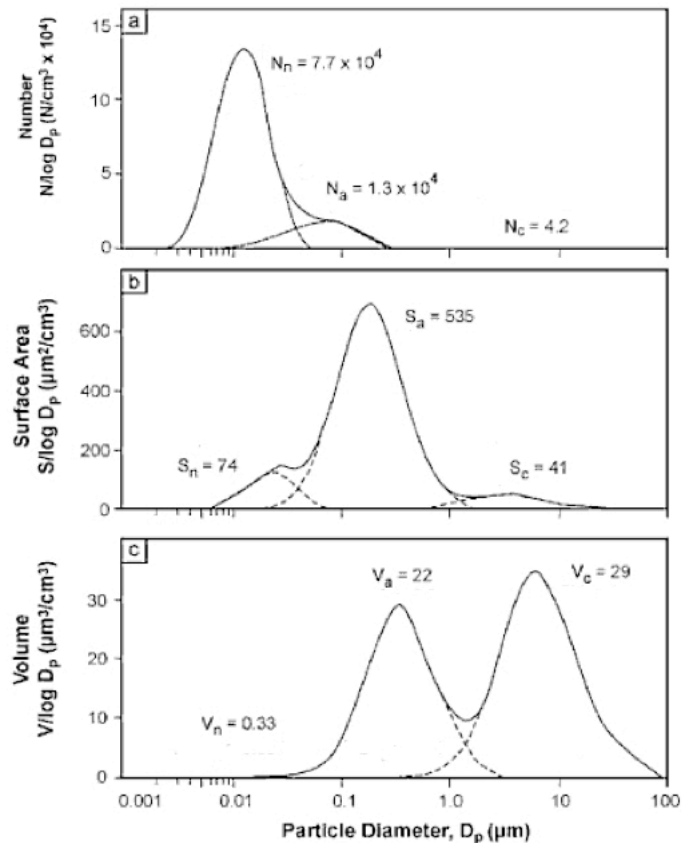 a
Number
N/log Dp (N/cm³ x 10⁴)
15
10
5
0
Nn = 7.7 x 10⁴
Na = 1.3 x 10⁴
Nc = 4.2
b
Surface Area
S/log Dp (μm²/cm³)
600
400
200
0
Sn = 74
Sa = 535
Sc = 41
c
Volume
V/log Dp (μm³/cm³)
30
20
10
0
Vn = 0.33
Va = 22
Vc = 29
0.001 0.01 0.1 1.0 10 100
Particle Diameter, Dp (μm)